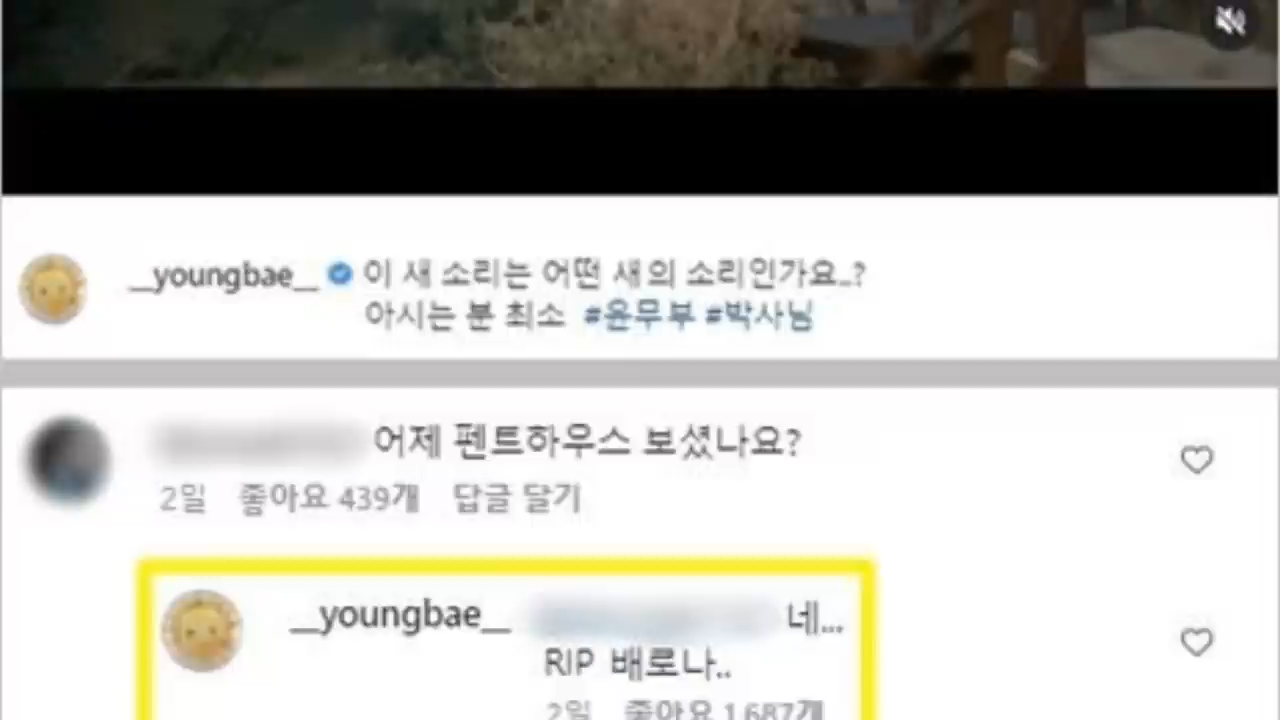 __youngbae__ 이 새 소리는 어떤 새의 소리인가요..?
아시는 분 최소 #윤무부 #박사님
어제 펜트하우스 보셨나요?
2일 좋아요 439개 답글 달기
__youngbae__ 네...
RIP 배로나..
2일 좋아요 1,687개